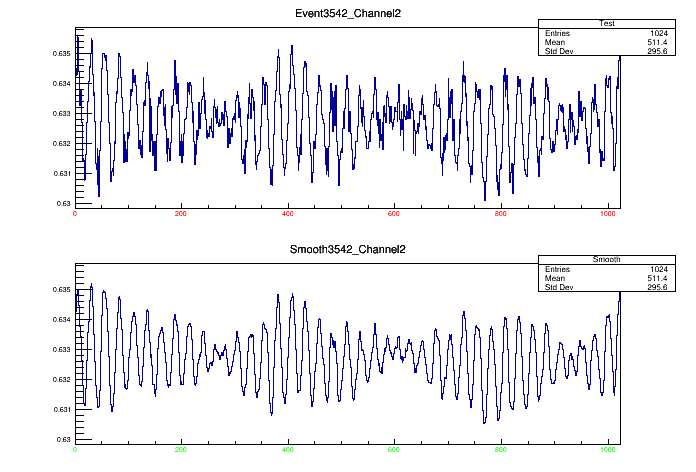 Event3542_Channel2
Test
Entries 1024
Mean 511.4
Std Dev 295.6
0.635
0.634
0.633
0.632
0.631
0.63
0 200 400 600 800 1000
Smooth3542_Channel2
Smooth
Entries 1024
Mean 511.4
Std Dev 295.6
0.635
0.634
0.633
0.632
0.631
0.63
0 200 400 600 800 1000